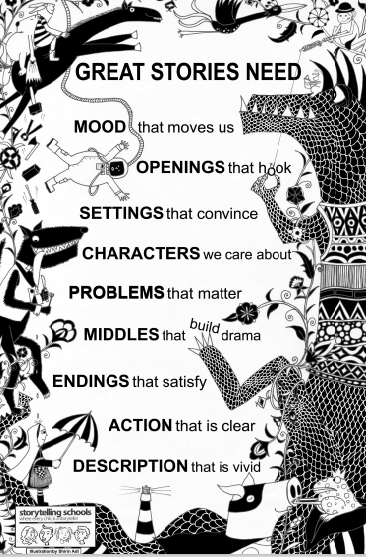 GREAT STORIES NEED
MOOD that moves us
OPENINGS that hook
SETTINGS that convince
CHARACTERS we care about
PROBLEMS that matter
MIDDLES that build drama
ENDINGS that satisfy
ACTION that is clear
DESCRIPTION that is vivid
storytelling schools
where every child is a storyteller
Illustration by Shirin Adl